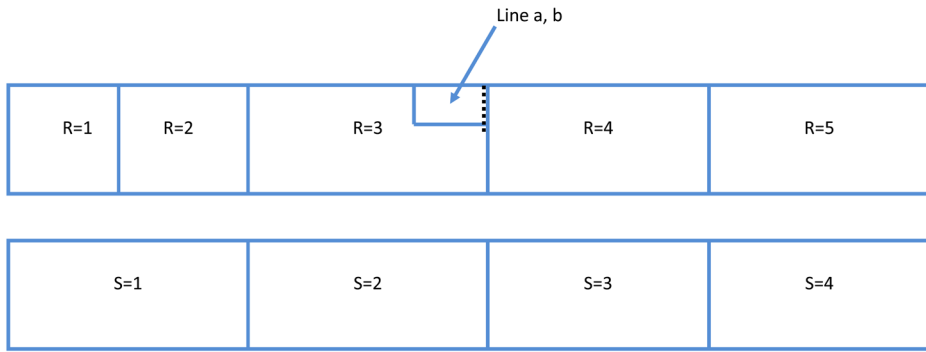 Line a, b
R=1
R=2
R=3
R=4
R=5
S=1
S=2
S=3
S=4